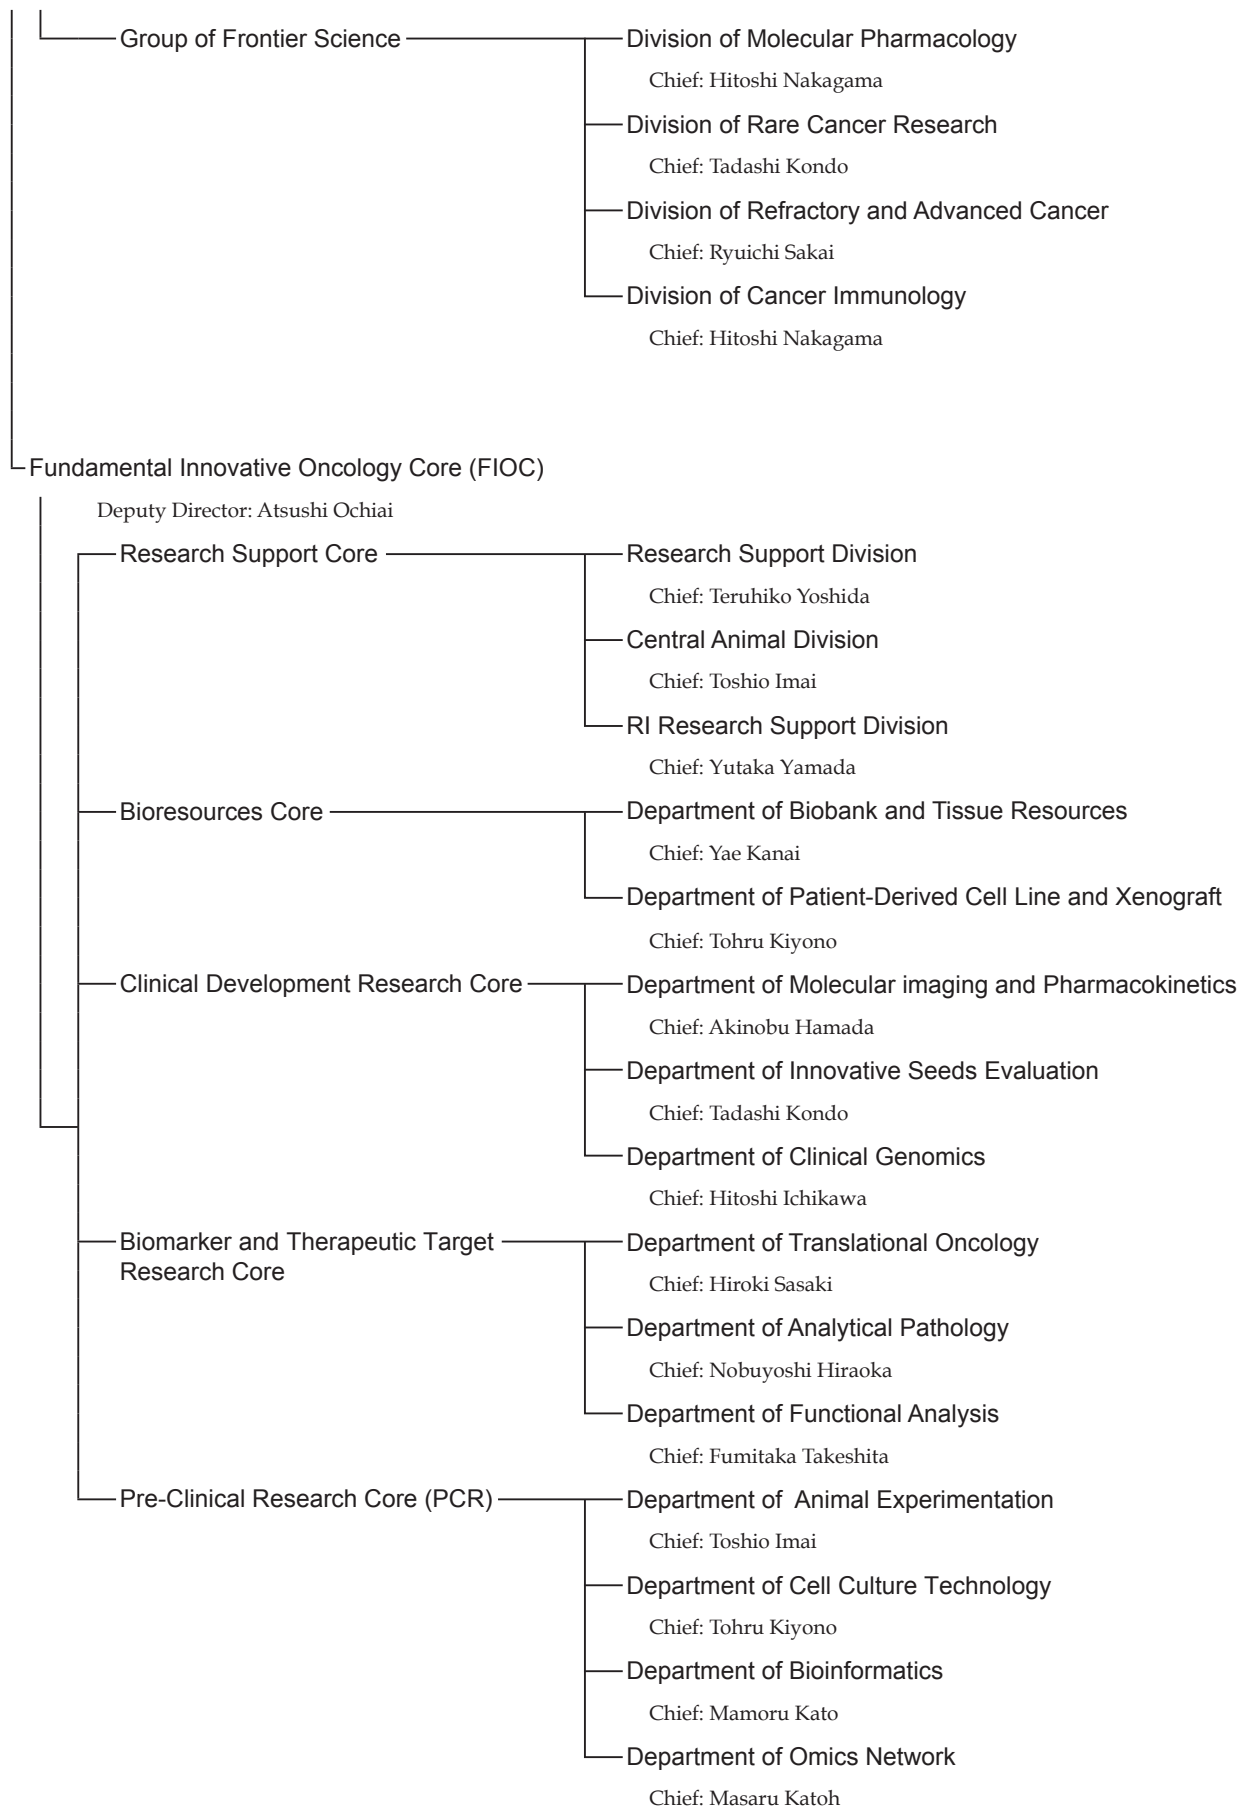 Group of Frontier Science
Division of Molecular Pharmacology
Chief: Hitoshi Nakagama
Division of Rare Cancer Research
Chief: Tadashi Kondo
Division of Refractory and Advanced Cancer
Chief: Ryuichi Sakai
Division of Cancer Immunology
Chief: Hitoshi Nakagama
Fundamental Innovative Oncology Core (FIOC)
Deputy Director: Atsushi Ochiai
Research Support Core
Research Support Division
Chief: Teruhiko Yoshida
Central Animal Division
Chief: Toshio Imai
RI Research Support Division
Chief: Yutaka Yamada
Bioresources Core
Department of Biobank and Tissue Resources
Chief: Yae Kanai
Department of Patient-Derived Cell Line and Xenograft
Chief: Tohru Kiyono
Clinical Development Research Core
Department of Molecular imaging and Pharmacokinetics
Chief: Akinobu Hamada
Department of Innovative Seeds Evaluation
Chief: Tadashi Kondo
Department of Clinical Genomics
Chief: Hitoshi Ichikawa
Biomarker and Therapeutic Target
Research Core
Department of Translational Oncology
Chief: Hiroki Sasaki
Department of Analytical Pathology
Chief: Nobuyoshi Hiraoka
Department of Functional Analysis
Chief: Fumitaka Takeshita
Pre-Clinical Research Core (PCR)
Department of Animal Experimentation
Chief: Toshio Imai
Department of Cell Culture Technology
Chief: Tohru Kiyono
Department of Bioinformatics
Chief: Mamoru Kato
Department of Omics Network
Chief: Masaru Katoh